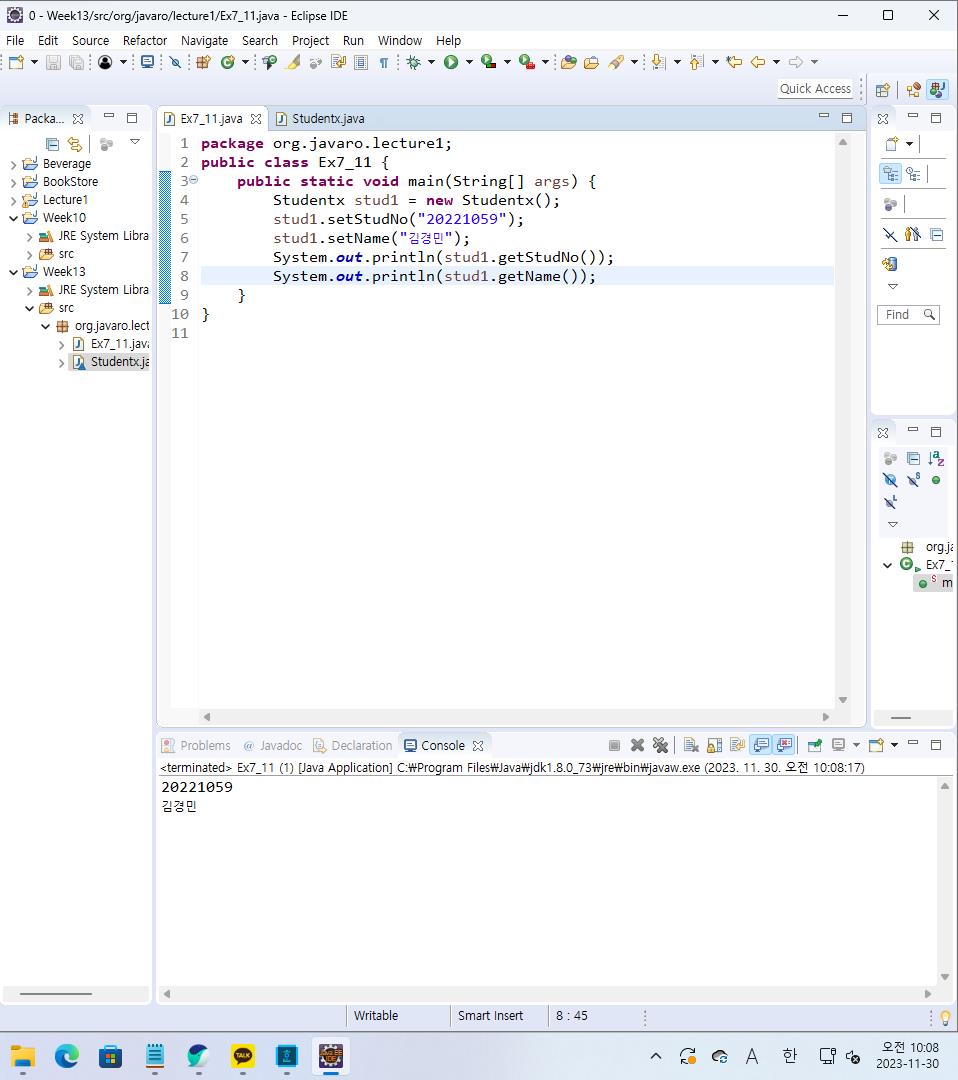 0 - Week13/src/org/javaro/lecture1/Ex7_11.java - Eclipse IDE
File Edit Source Refactor Navigate Search Project Run Window Help
Quick Access
Packa...
Beverage
BookStore
Lecture1
Week10
JRE System Libra
src
Week13
JRE System Libra
src
org.javaro.lect
Ex7_11.java
Studentx.ja
Ex7_11.java Studentx.java
1 package org.javaro.lecture1;
2 public class Ex7_11 {
3 public static void main(String[] args) {
4 Studentx stud1 = new Studentx();
5 stud1.setStudNo("20221059");
6 stud1.setName("김경민");
7 System.out.println(stud1.getStudNo());
8 System.out.println(stud1.getName());
9 }
10 }
11
Find
org.ja
Ex7_1
m
Problems @ Javadoc Declaration Console
<terminated> Ex7_11 (1) [Java Application] C:₩Program Files₩Java₩jdk1.8.0_73₩jre₩bin₩javaw.exe (2023. 11. 30. 오전 10:08:17)
20221059
김경민
Writable Smart Insert 8 : 45
TALK
Java EE
IDE
A 한
오전 10:08
2023-11-30